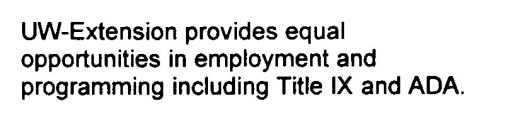 UW-Extension provides equal
opportunities in employment and
programming including Title IX and ADA.